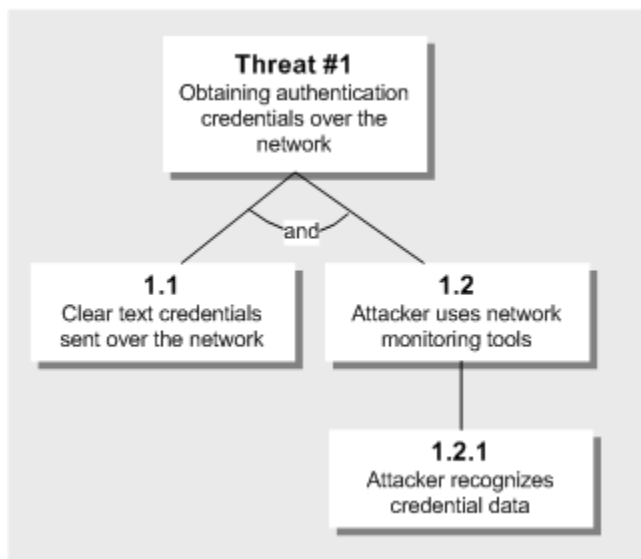 Threat #1
Obtaining authentication
credentials over the
network
and
1.1
Clear text credentials
sent over the network
1.2
Attacker uses network
monitoring tools
1.2.1
Attacker recognizes
credential data